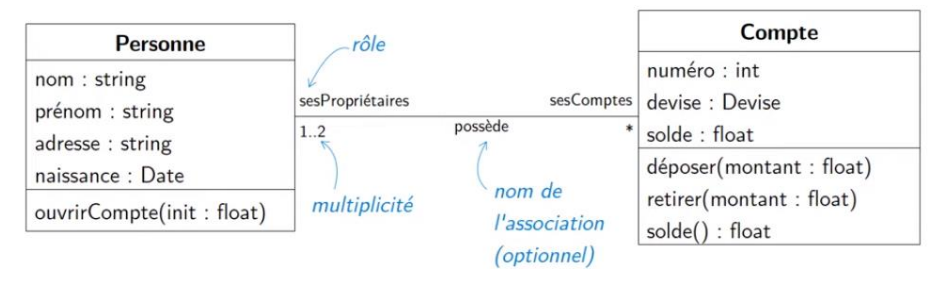 Personne
nom : string
prénom : string
adresse : string
naissance : Date
ouvrirCompte(init : float)
rôle
sesPropriétaires
1..2
multiplicité
possède
nom de
l'association
(optionnel)
sesComptes
*
Compte
numéro : int
devise : Devise
solde : float
déposer(montant : float)
retirer(montant : float)
solde() : float